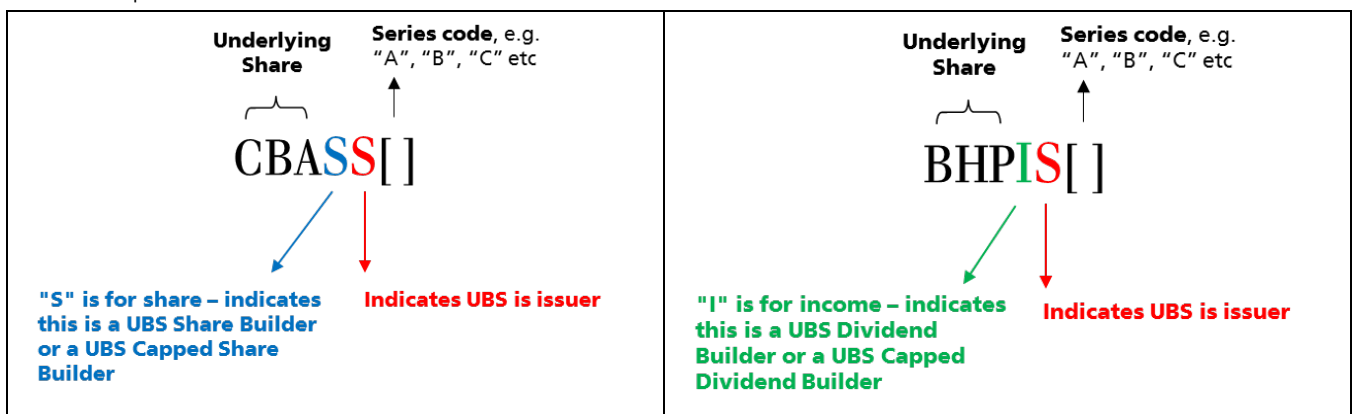 Underlying
Share
Series code, e.g.
“A”, “B”, “C” etc
CBASS[ ]
"S" is for share – indicates
this is a UBS Share Builder
or a UBS Capped Share
Builder
Indicates UBS is issuer
Underlying
Share
Series code, e.g.
“A”, “B”, “C” etc
BHPIS[ ]
"I" is for income – indicates
this is a UBS Dividend
Builder or a UBS Capped
Dividend Builder
Indicates UBS is issuer